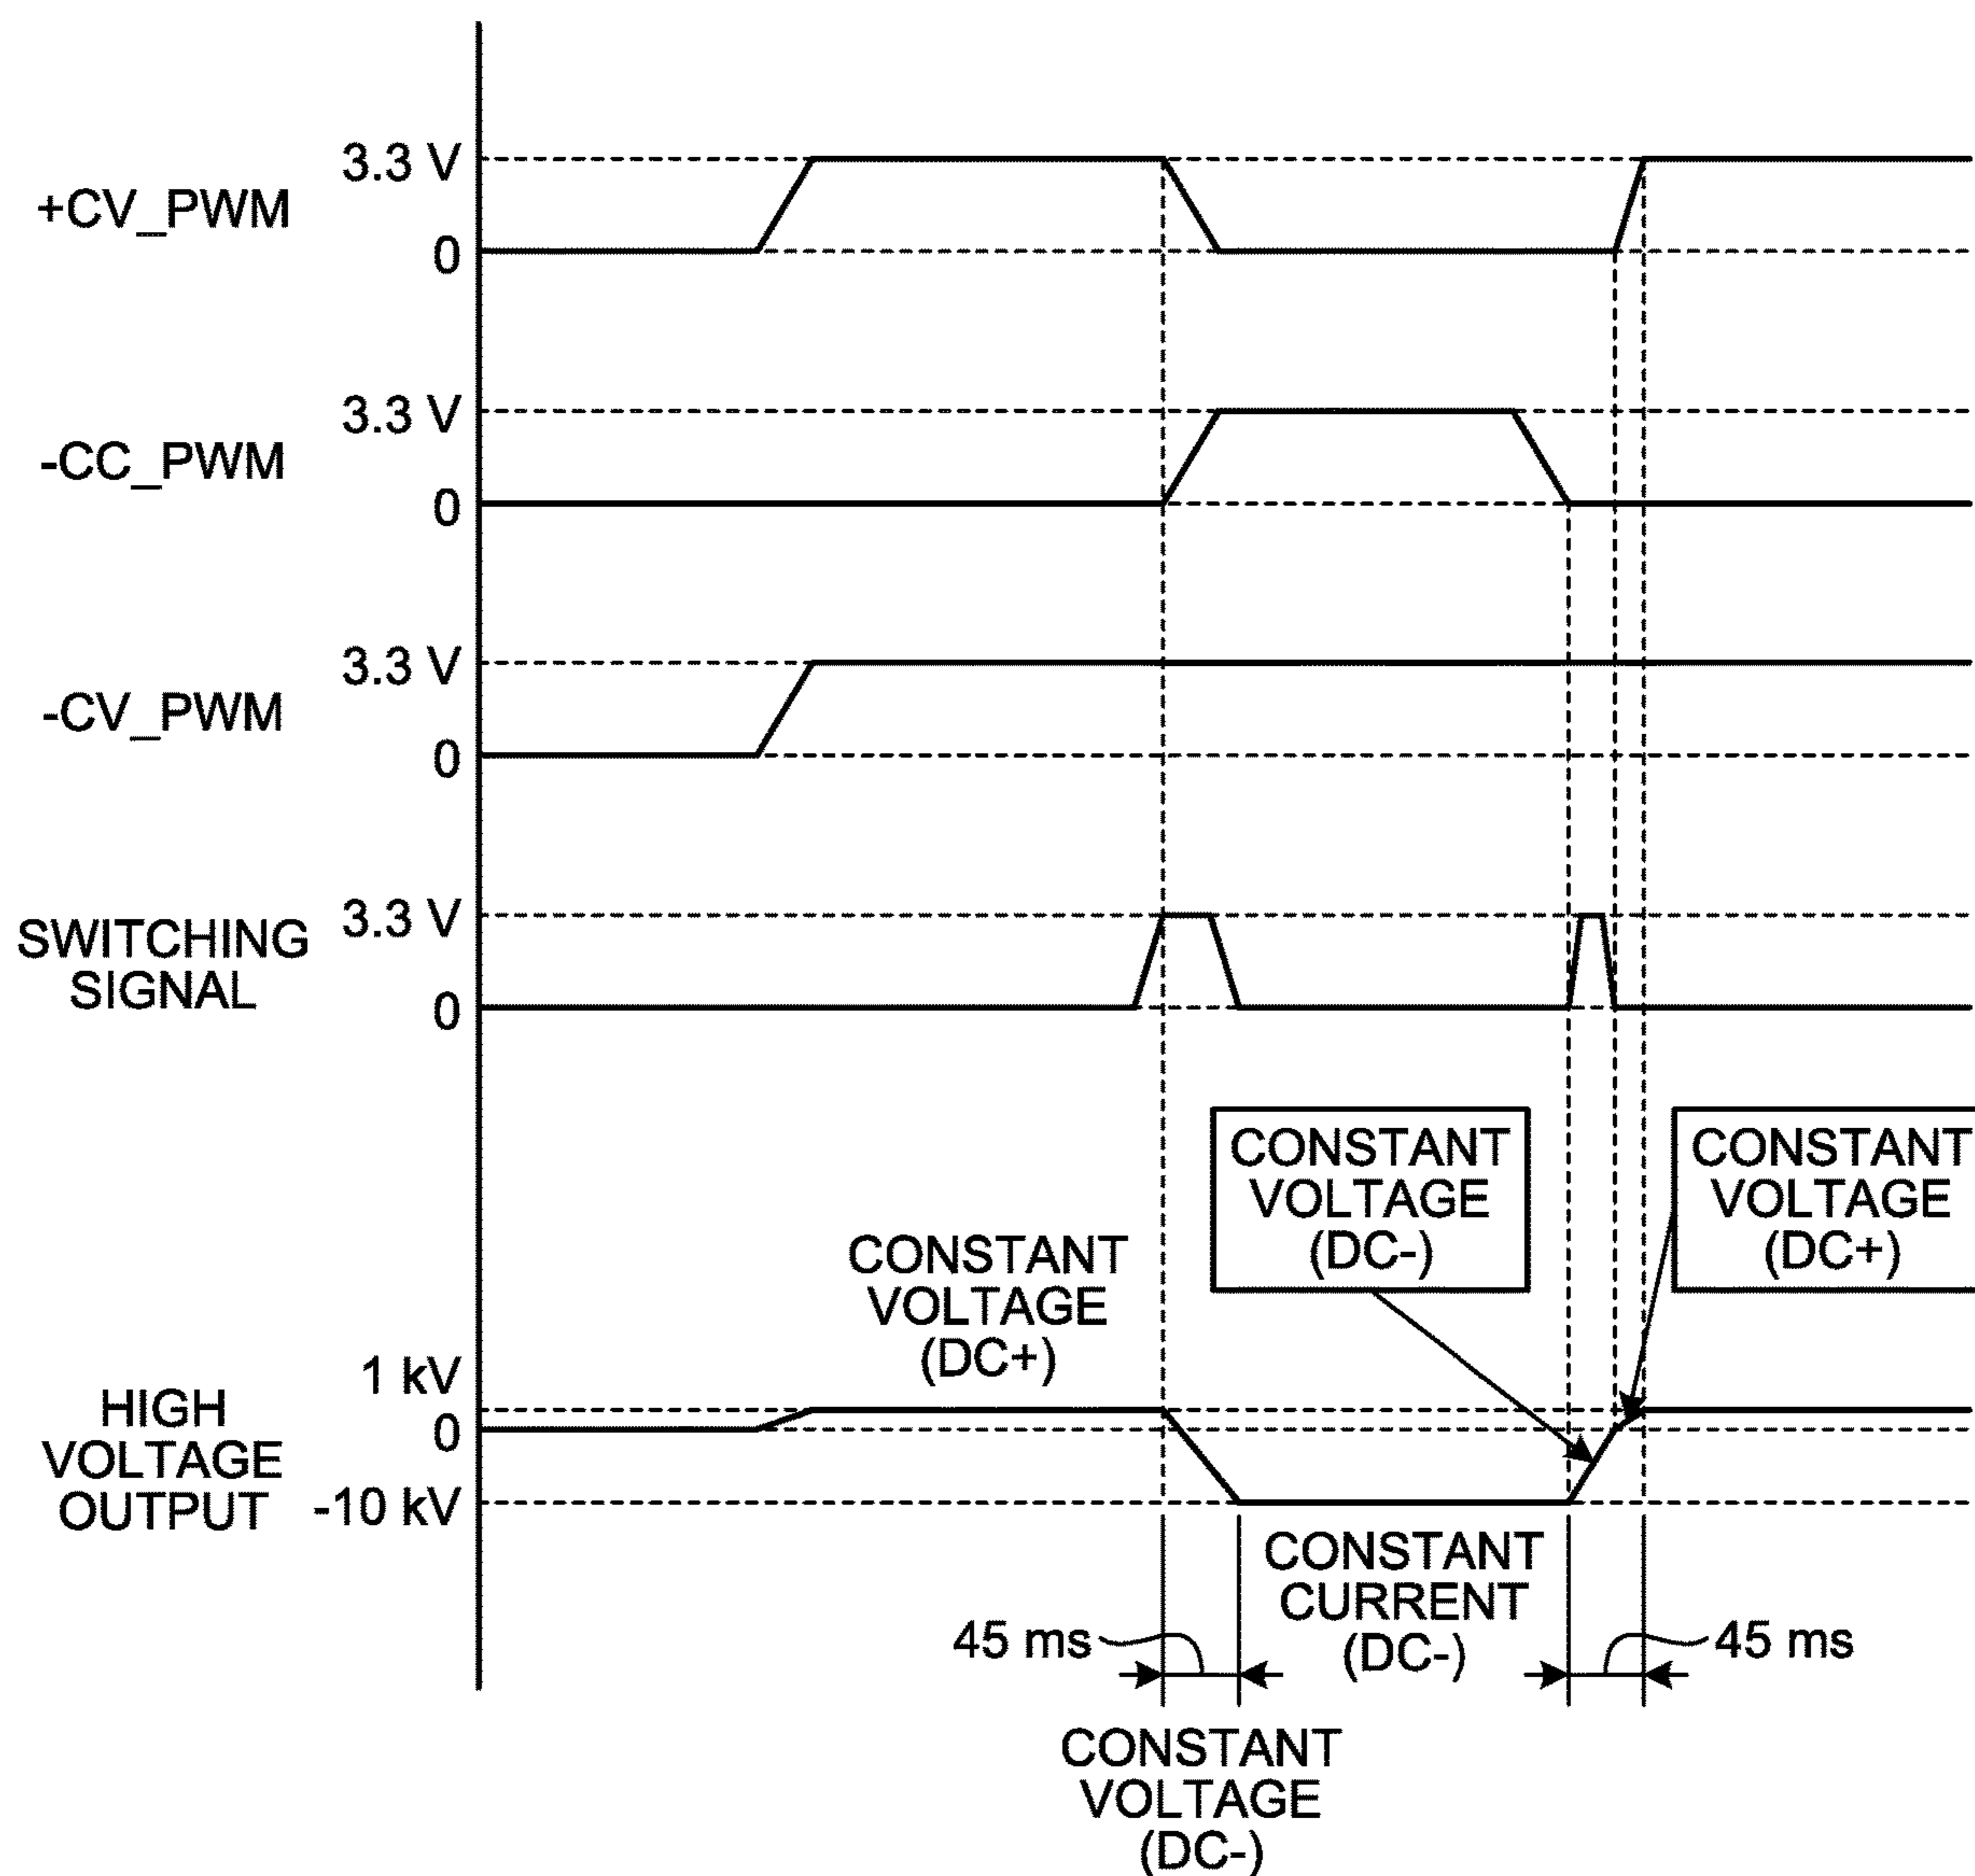 3.3 V
+CV_PWM
0
3.3 V
-CC_PWM
0
3.3 V
-CV_PWM
0
3.3 V
SWITCHING
SIGNAL
0
CONSTANT
VOLTAGE
(DC-)
CONSTANT
VOLTAGE
(DC+)
CONSTANT
VOLTAGE
(DC+)
1 kV
HIGH
VOLTAGE
OUTPUT
0
-10 kV
CONSTANT
CURRENT
(DC-)
45 ms
45 ms
CONSTANT
VOLTAGE
(DC-)